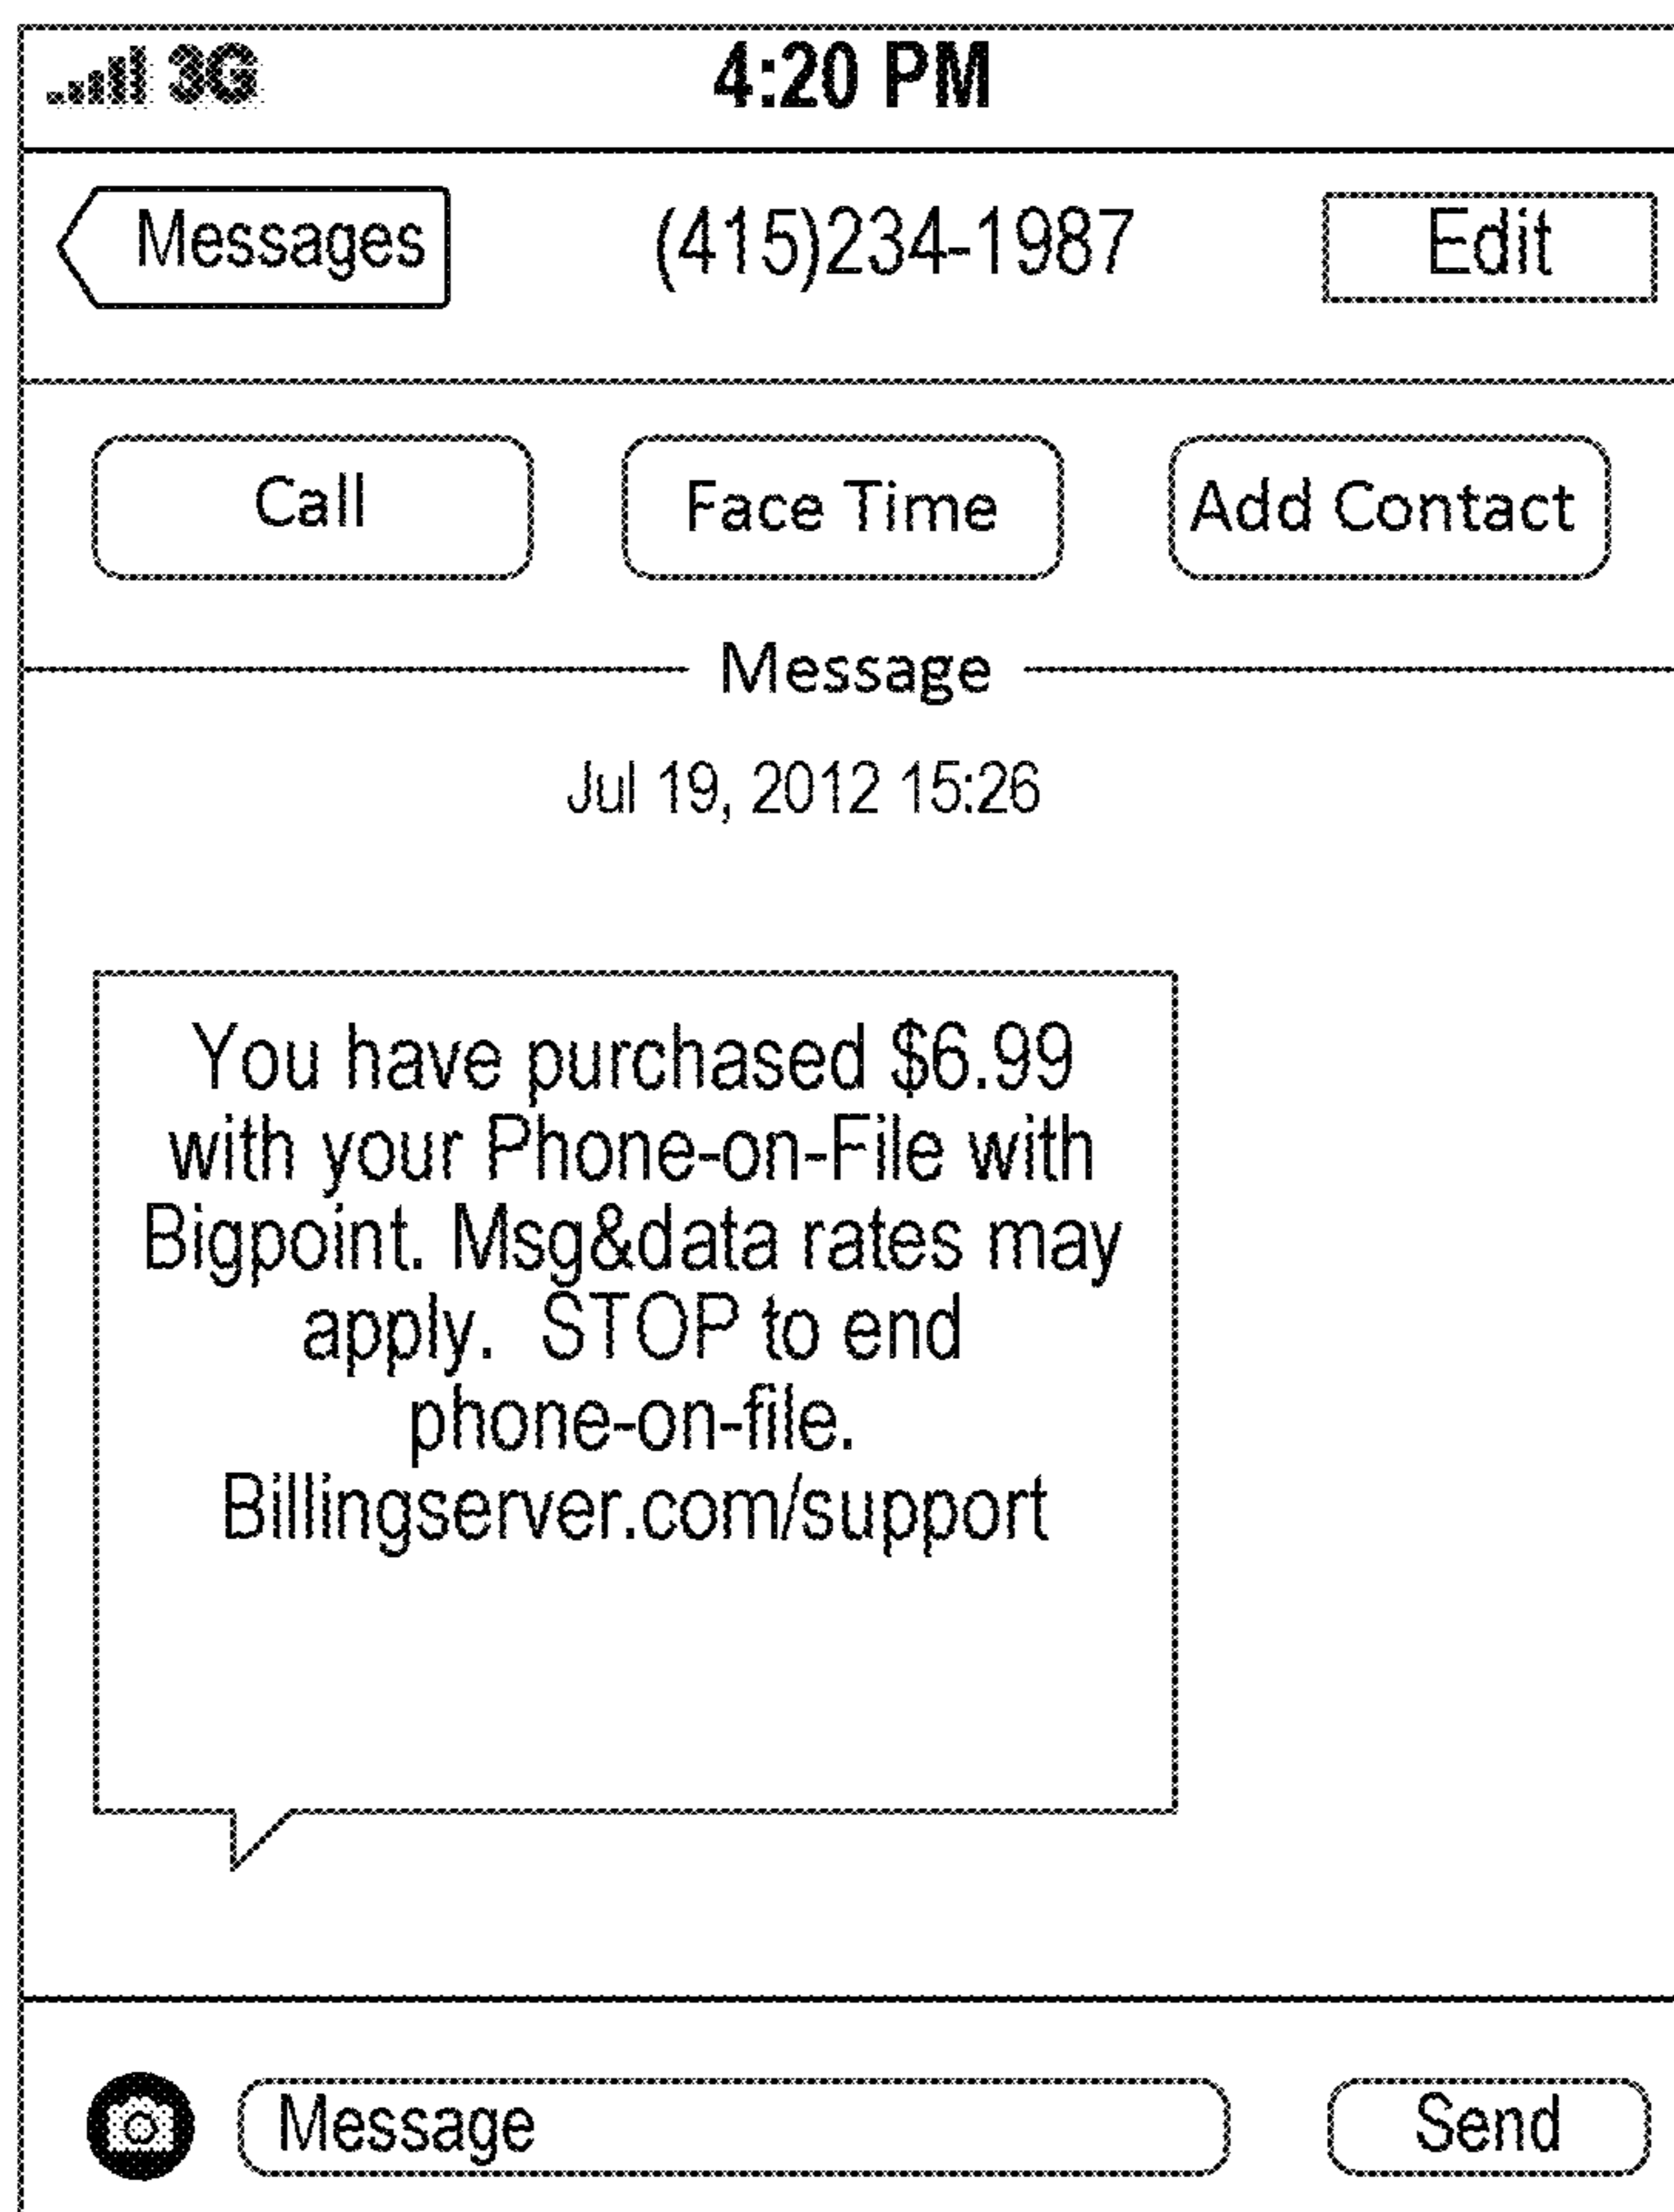 3G 4:20 PM
Messages (415)234-1987 Edit
Call Face Time Add Contact
Message
Jul 19, 2012 15:26
You have purchased $6.99
with your Phone-on-File with
Bigpoint. Msg&data rates may
apply.  STOP to end
phone-on-file.
Billingserver.com/support
Message Send